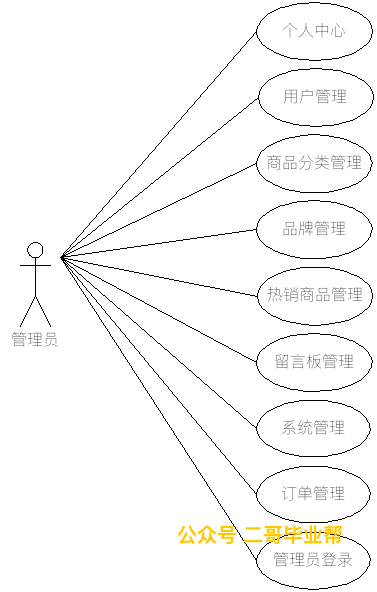 个人中心
用户管理
商品分类管理
品牌管理
管理员
热销商品管理
留言板管理
系统管理
订单管理
公众号 二哥毕业帮
管理员登录